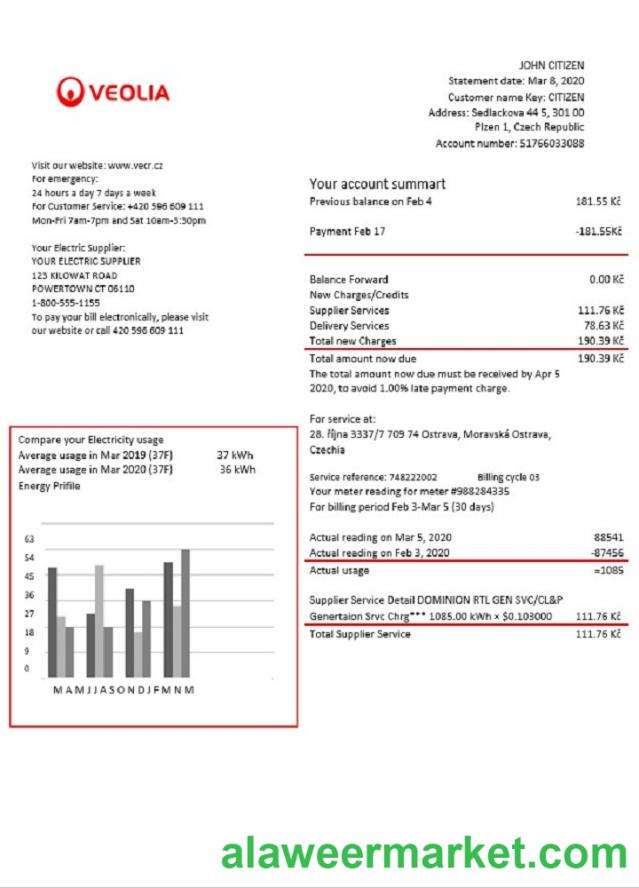 VEOLIA
JOHN CITIZEN
Statement date: Mar 8, 2020
Customer name Key: CITIZEN
Address: Sedlackova 44 5, 301 00
Plzen 1, Czech Republic
Account number: 51766033088
Visit our website: www.vecr.cz
For emergency:
24 hours a day 7 days a week
For Customer Service: +420 596 609 111
Mon-Fri 7am-7pm and Sat 10am-3:30pm
Your Electric Supplier:
YOUR ELECTRIC SUPPLIER
123 KILOWAT ROAD
POWERTOWN CT 06110
1-800-555-1155
To pay your bill electronically, please visit
our website or call 420 596 609 111
Your account summart
Previous balance on Feb 4 181.55 Kč
Payment Feb 17 -181.55Kč
Balance Forward 0.00 Kč
New Charges/Credits
Supplier Services 111.76 Kč
Delivery Services 78.63 Kč
Total new Charges 190.39 Kč
Total amount now due 190.39 Kč
The total amount now due must be received by Apr 5
2020, to avoid 1.00% late payment charge.
For service at:
28. října 3337/7 709 74 Ostrava, Moravská Ostrava,
Czechia
Service reference: 748222002 Billing cycle 03
Your meter reading for meter #988284335
For billing period Feb 3-Mar 5 (30 days)
Actual reading on Mar 5, 2020 88541
Actual reading on Feb 3, 2020 -87456
Actual usage =1085
Supplier Service Detail DOMINION RTL GEN SVC/CL&P
Genertaion Srvc Chrg*** 1085.00 kWh × $0.103000 111.76 Kč
Total Supplier Service 111.76 Kč
Compare your Electricity usage
Average usage in Mar 2019 (37F) 37 kWh
Average usage in Mar 2020 (37F) 36 kWh
Energy Prifile
63
54
45
36
27
18
9
0
M A M J J A S O N D J F M N M
alaweermarket.com